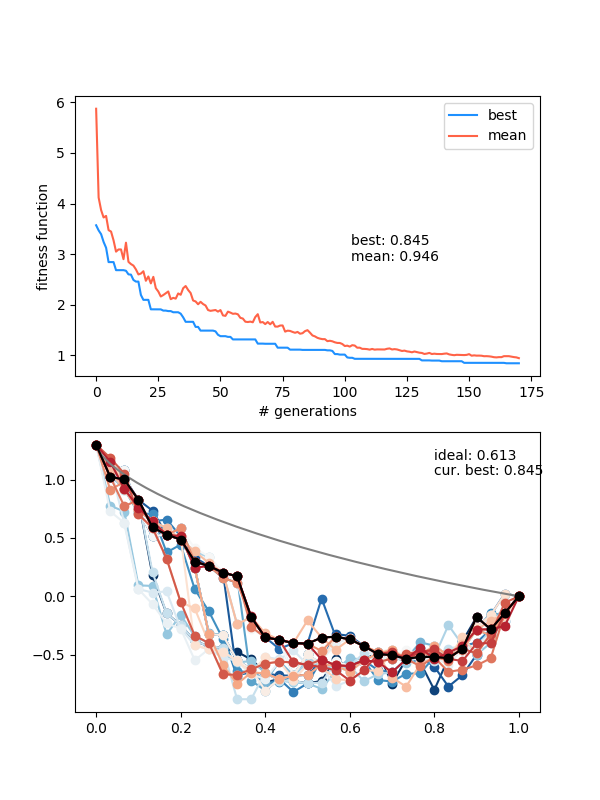 6
5
4
3
2
1
fitness function
best
mean
best: 0.845
mean: 0.946
0 25 50 75 100 125 150 175
# generations
ideal: 0.613
cur. best: 0.845
1.0
0.5
0.0
−0.5
0.0 0.2 0.4 0.6 0.8 1.0